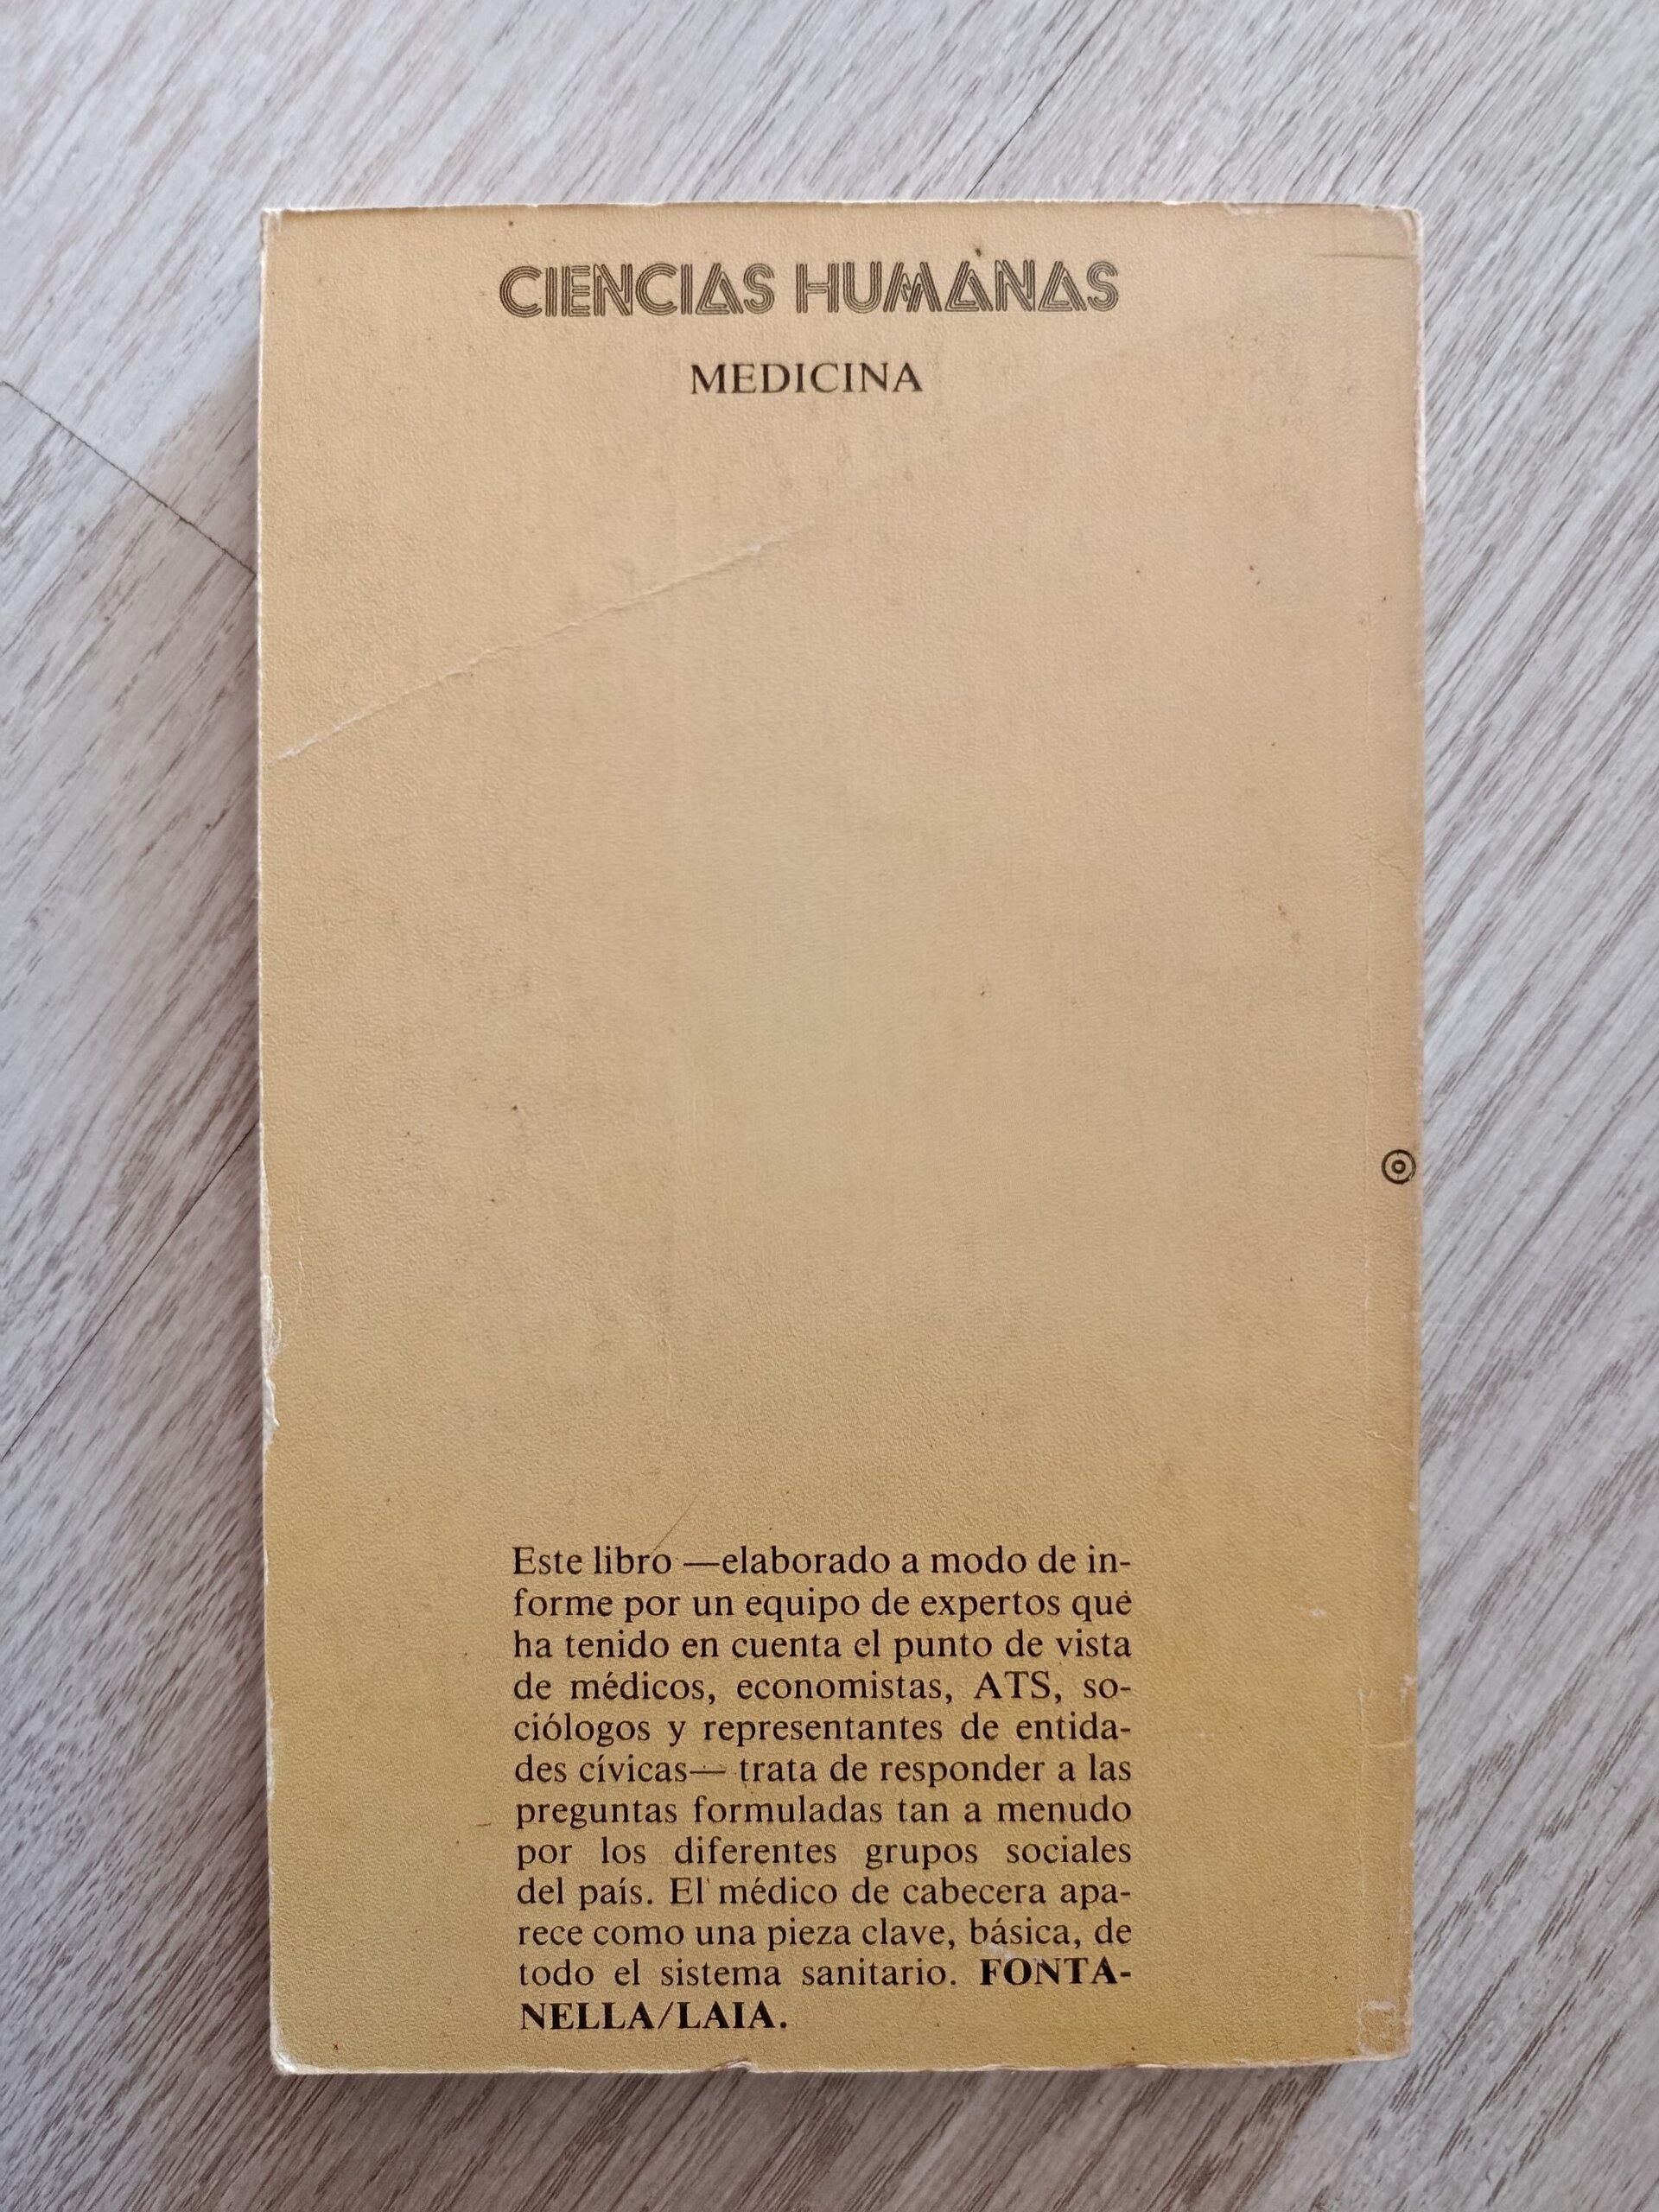 CIENCIAS HUMANAS
MEDICINA
Este libro —elaborado a modo de in-
forme por un equipo de expertos que
ha tenido en cuenta el punto de vista
de médicos, economistas, ATS, so-
ciólogos y representantes de entida-
des cívicas— trata de responder a las
preguntas formuladas tan a menudo
por los diferentes grupos sociales
del país. El médico de cabecera apa-
rece como una pieza clave, básica, de
todo el sistema sanitario. FONTA-
NELLA/LAIA.